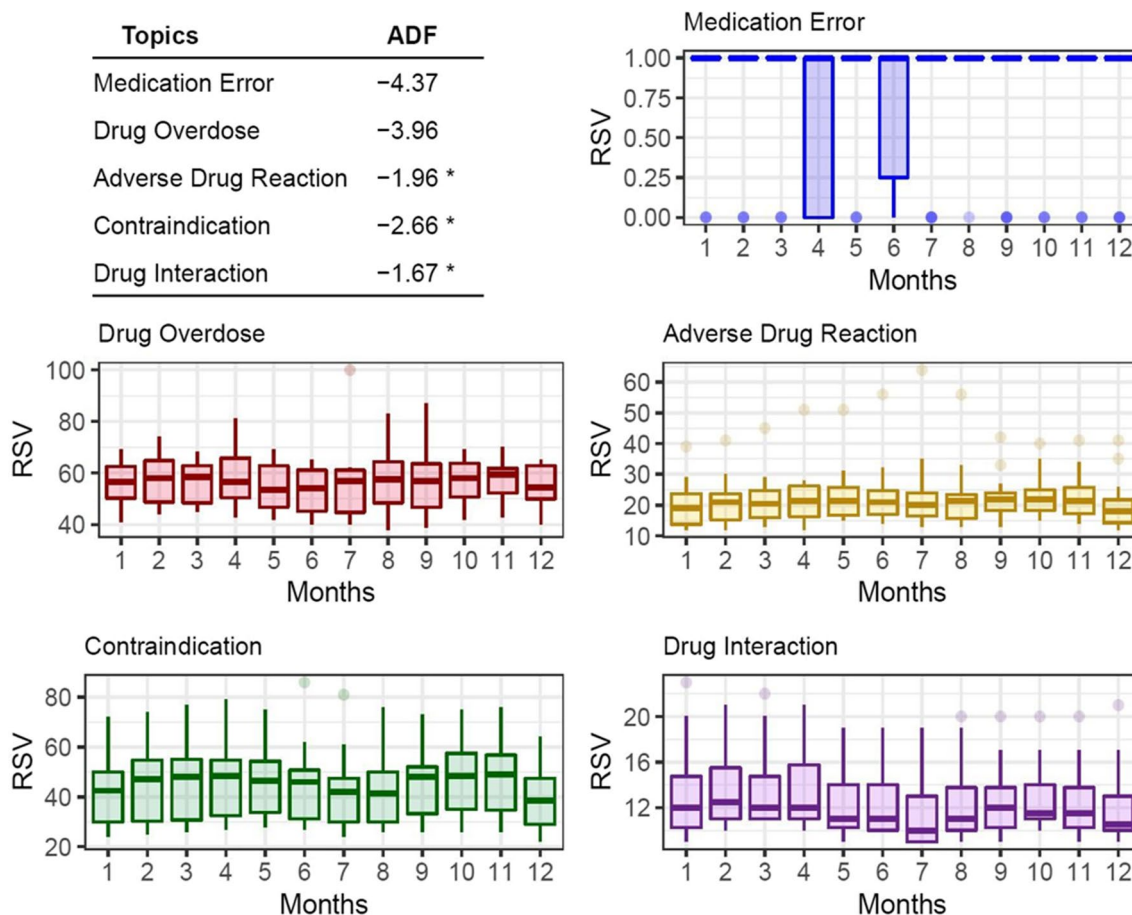 Topics ADF
Medication Error −4.37
Drug Overdose −3.96
Adverse Drug Reaction −1.96 *
Contraindication −2.66 *
Drug Interaction −1.67 *
Medication Error
RSV
1.00
0.75
0.50
0.25
0.00
1 2 3 4 5 6 7 8 9 10 11 12
Months
Drug Overdose
RSV
100
80
60
40
1 2 3 4 5 6 7 8 9 10 11 12
Months
Adverse Drug Reaction
RSV
60
50
40
30
20
10
1 2 3 4 5 6 7 8 9 10 11 12
Months
Contraindication
RSV
80
60
40
20
1 2 3 4 5 6 7 8 9 10 11 12
Months
Drug Interaction
RSV
20
16
12
1 2 3 4 5 6 7 8 9 10 11 12
Months